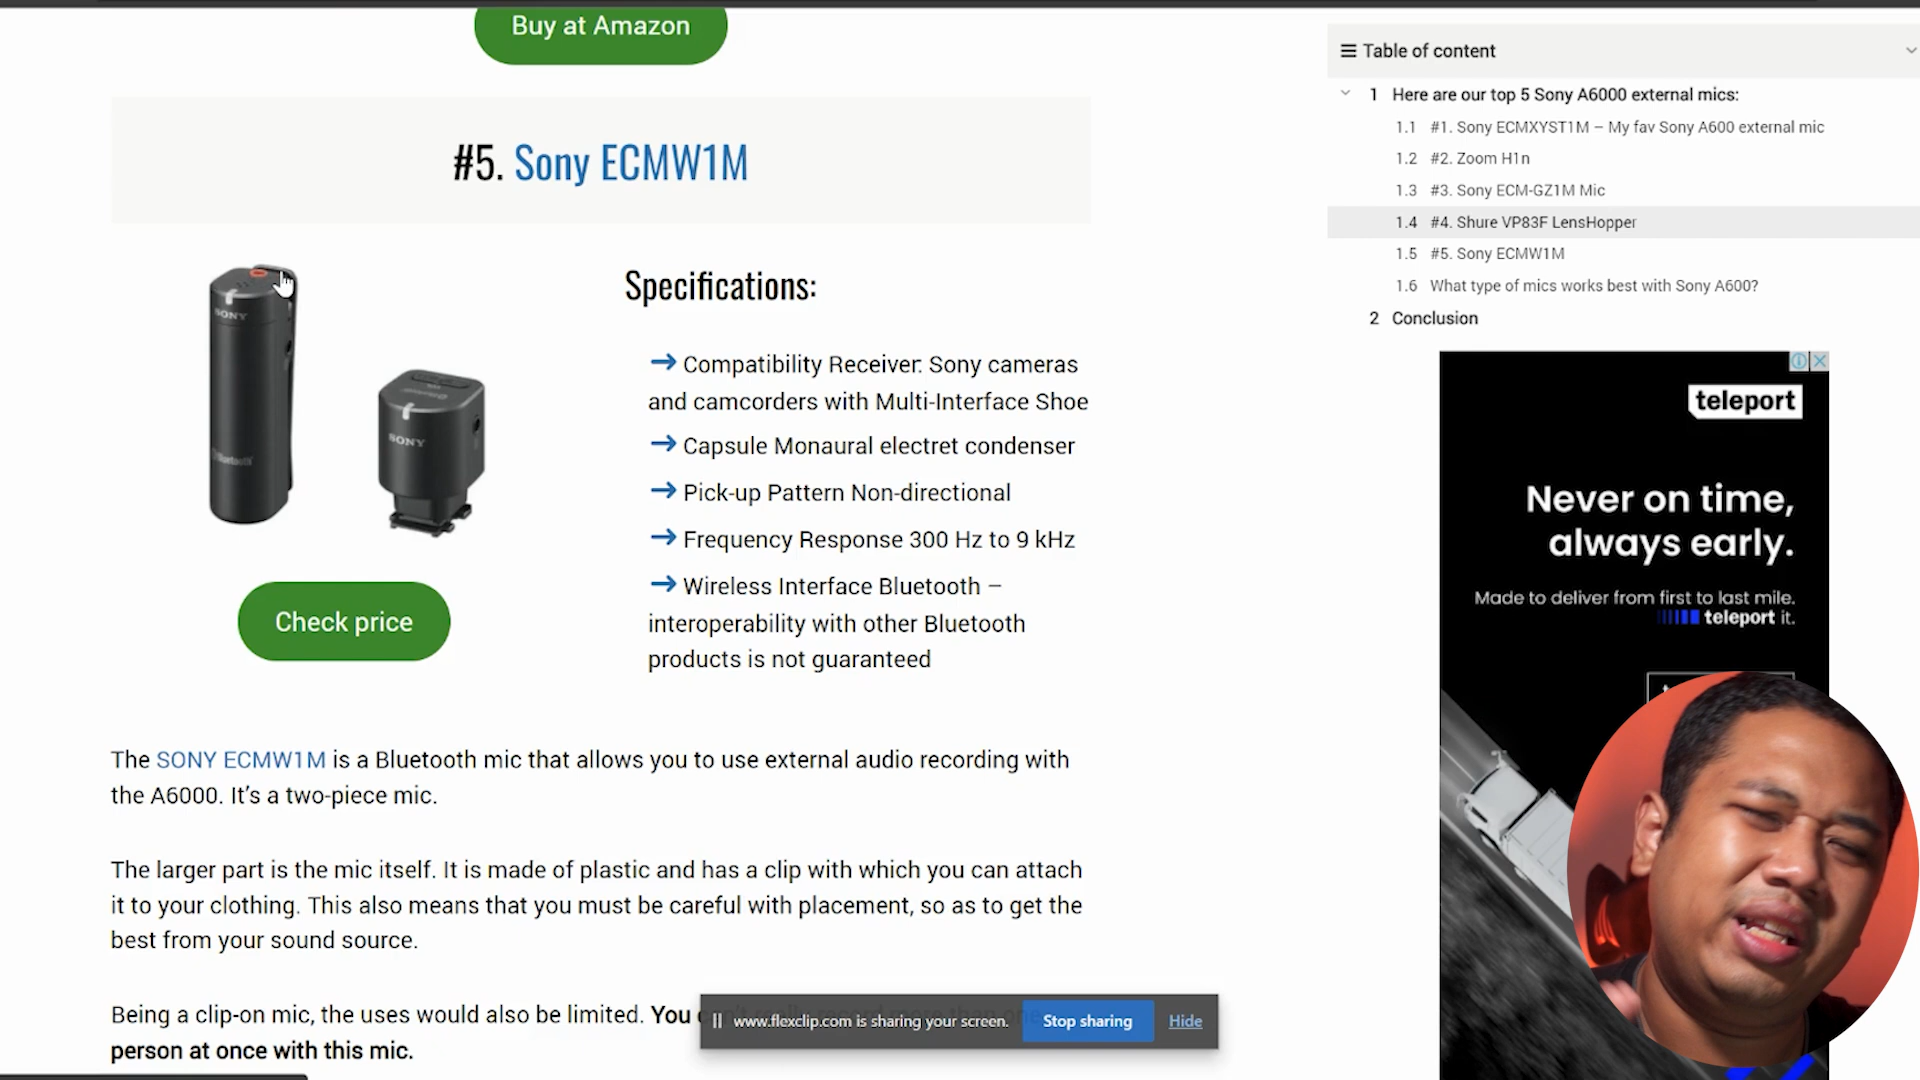 Buy at Amazon
#5. Sony ECMW1M
SONY
SONY
Bluetooth
Check price
Specifications:
→ Compatibility Receiver: Sony cameras
and camcorders with Multi-Interface Shoe
→ Capsule Monaural electret condenser
→ Pick-up Pattern Non-directional
→ Frequency Response 300 Hz to 9 kHz
→ Wireless Interface Bluetooth –
interoperability with other Bluetooth
products is not guaranteed
The SONY ECMW1M is a Bluetooth mic that allows you to use external audio recording with
the A6000. It's a two-piece mic.
The larger part is the mic itself. It is made of plastic and has a clip with which you can attach
it to your clothing. This also means that you must be careful with placement, so as to get the
best from your sound source.
Being a clip-on mic, the uses would also be limited. You
person at once with this mic.
www.flexclip.com is sharing your screen.
Stop sharing
Hide
Table of content
1 Here are our top 5 Sony A6000 external mics:
1.1 #1. Sony ECMXYST1M – My fav Sony A600 external mic
1.2 #2. Zoom H1n
1.3 #3. Sony ECM-GZ1M Mic
1.4 #4. Shure VP83F LensHopper
1.5 #5. Sony ECMW1M
1.6 What type of mics works best with Sony A600?
2 Conclusion
teleport
Never on time,
always early.
Made to deliver from first to last mile.
teleport it.